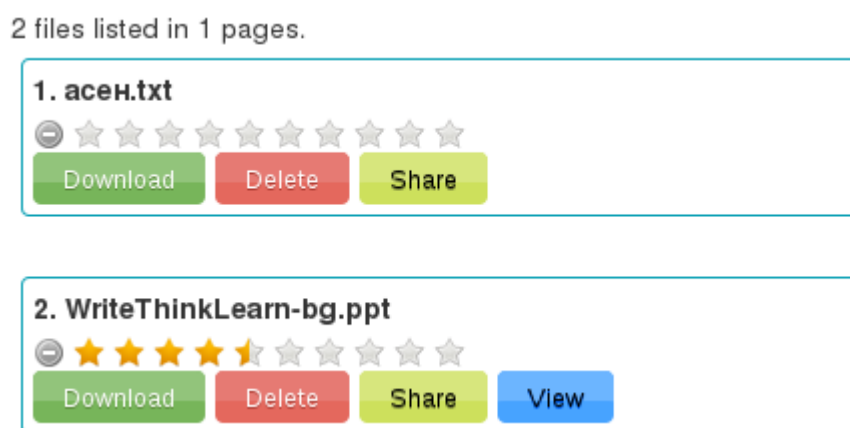 2 files listed in 1 pages.
1. асен.txt
Download Delete Share
2. WriteThinkLearn-bg.ppt
Download Delete Share View